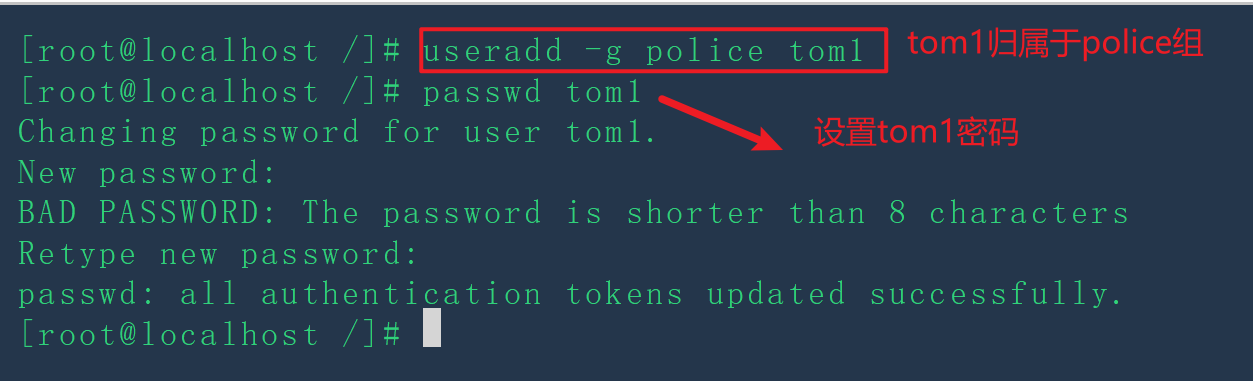 [root@localhost /]# useradd -g police tom1
tom1归属于police组
[root@localhost /]# passwd tom1
设置tom1密码
Changing password for user tom1.
New password:
BAD PASSWORD: The password is shorter than 8 characters
Retype new password:
passwd: all authentication tokens updated successfully.
[root@localhost /]#